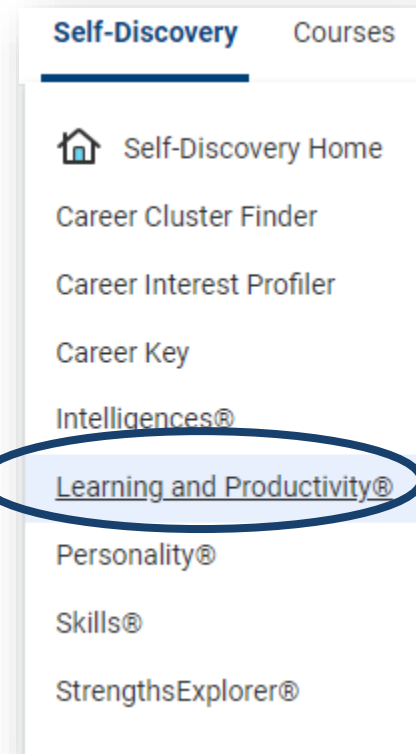 Self-Discovery Courses
Self-Discovery Home
Career Cluster Finder
Career Interest Profiler
Career Key
Intelligences®
Learning and Productivity®
Personality®
Skills®
StrengthsExplorer®